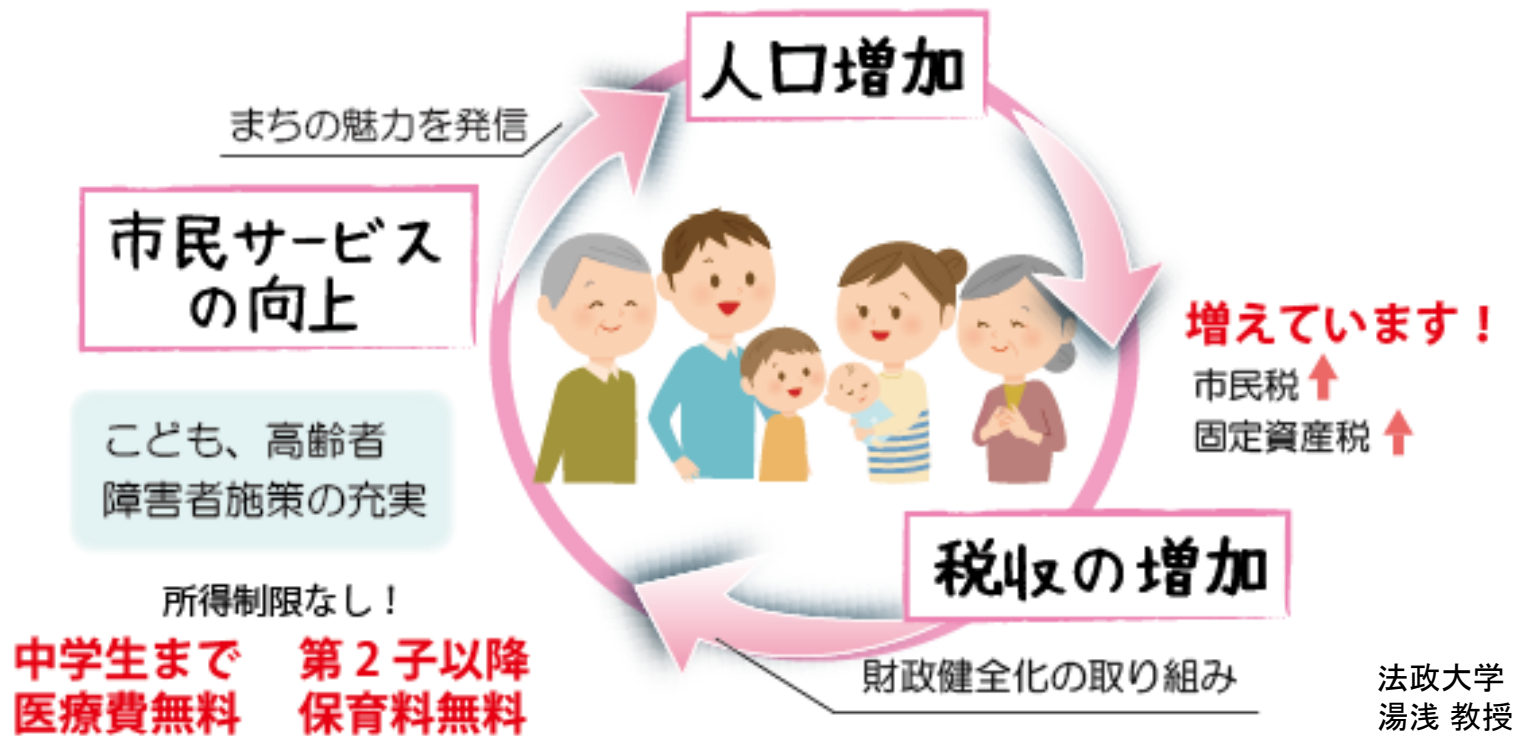 人口増加
まちの魅力を発信
市民サービス
の向上
増えています！
市民税
固定資産税
こども、高齢者
障害者施策の充実
税収の増加
所得制限なし！
中学生まで
医療費無料
第2子以降
保育料無料
財政健全化の取り組み
法政大学
湯浅 教授